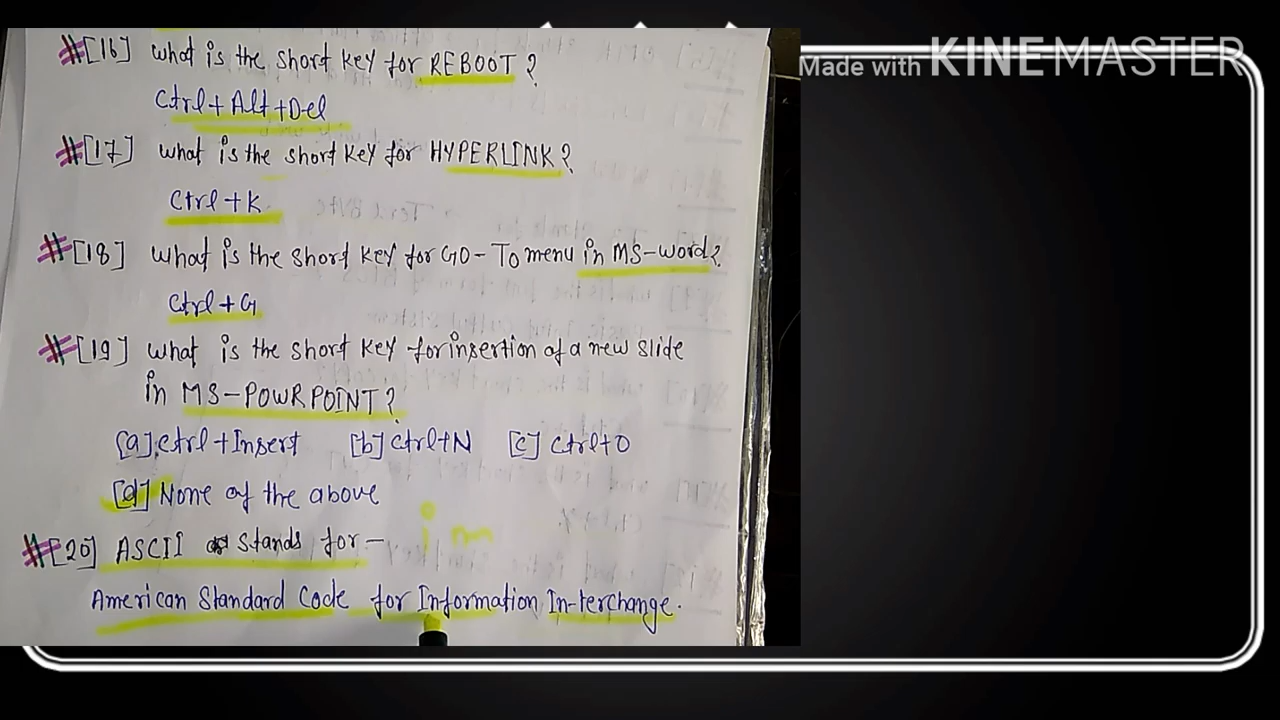 #[16] What is the short key for REBOOT?
Ctrl+Alt+Del
#[17] What is the short key for HYPERLINK?
Ctrl+K
#[18] What is the short key for GO-To menu in MS-Word?
Ctrl+G
#[19] What is the short key for insertion of a new slide
in MS-POWRPOINT?
[a] Ctrl+Insert [b] Ctrl+N [c] Ctrl+O
[d] None of the above
#[20] ASCII Stands for—
American Standard Code for Information In-terchange.
Made with KINEMASTER